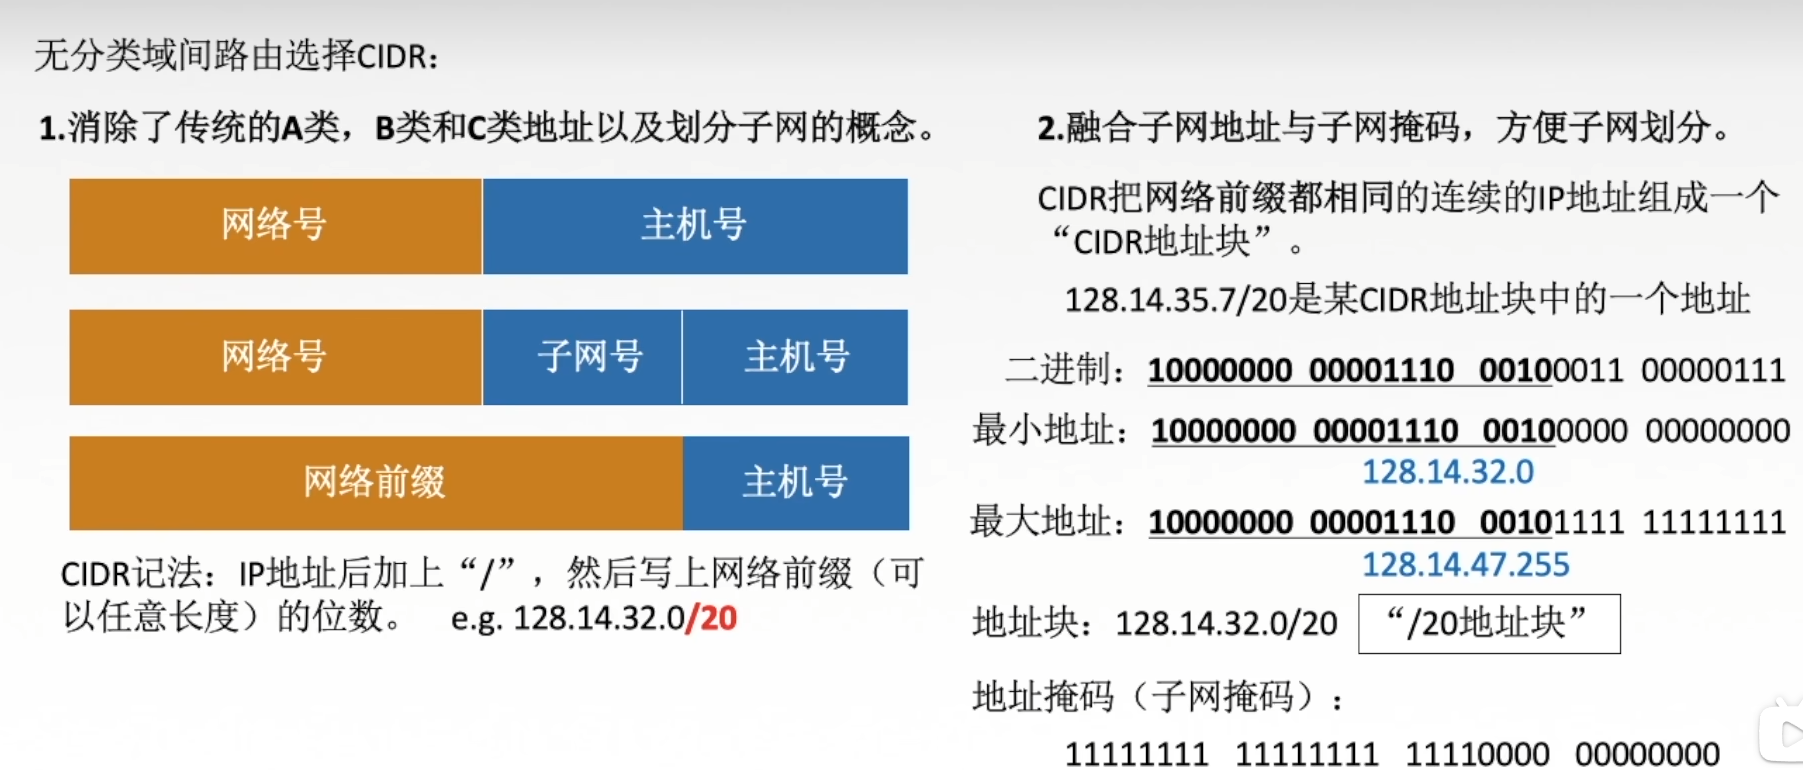 无分类域间路由选择CIDR：
1.消除了传统的A类，B类和C类地址以及划分子网的概念。
网络号 主机号
网络号 子网号 主机号
网络前缀 主机号
CIDR记法：IP地址后加上“/”，然后写上网络前缀（可
以任意长度）的位数。 e.g. 128.14.32.0/20
2.融合子网地址与子网掩码，方便子网划分。
CIDR把网络前缀都相同的连续的IP地址组成一个
“CIDR地址块”。
128.14.35.7/20是某CIDR地址块中的一个地址
二进制：10000000 00001110 00100011 00000111
最小地址：10000000 00001110 00100000 00000000
128.14.32.0
最大地址：10000000 00001110 00101111 11111111
128.14.47.255
地址块：128.14.32.0/20 “/20地址块”
地址掩码（子网掩码）：
11111111 11111111 11110000 00000000